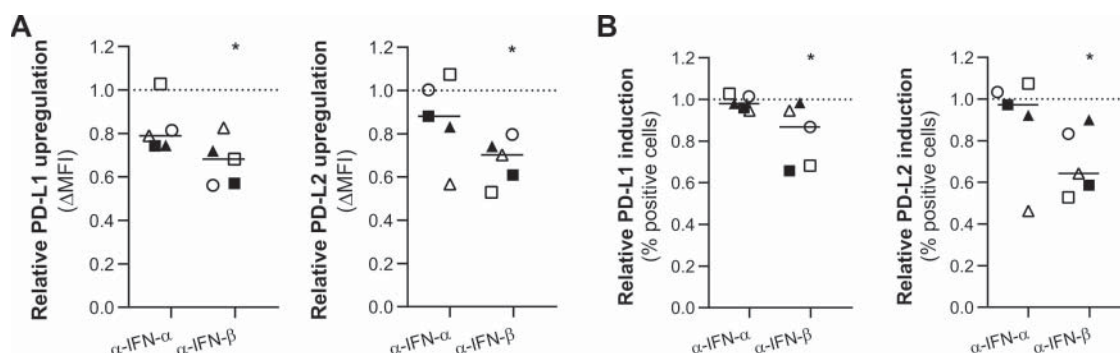 A
Relative PD-L1 upregulation
(ΔMFI)
1.2
1.0
0.8
0.6
0.4
0.2
0.0
*
α-IFN-α
α-IFN-β
Relative PD-L2 upregulation
(ΔMFI)
1.2
1.0
0.8
0.6
0.4
0.2
0.0
*
α-IFN-α
α-IFN-β
B
Relative PD-L1 induction
(% positive cells)
1.2
1.0
0.8
0.6
0.4
0.2
0.0
*
α-IFN-α
α-IFN-β
Relative PD-L2 induction
(% positive cells)
1.2
1.0
0.8
0.6
0.4
0.2
0.0
*
α-IFN-α
α-IFN-β